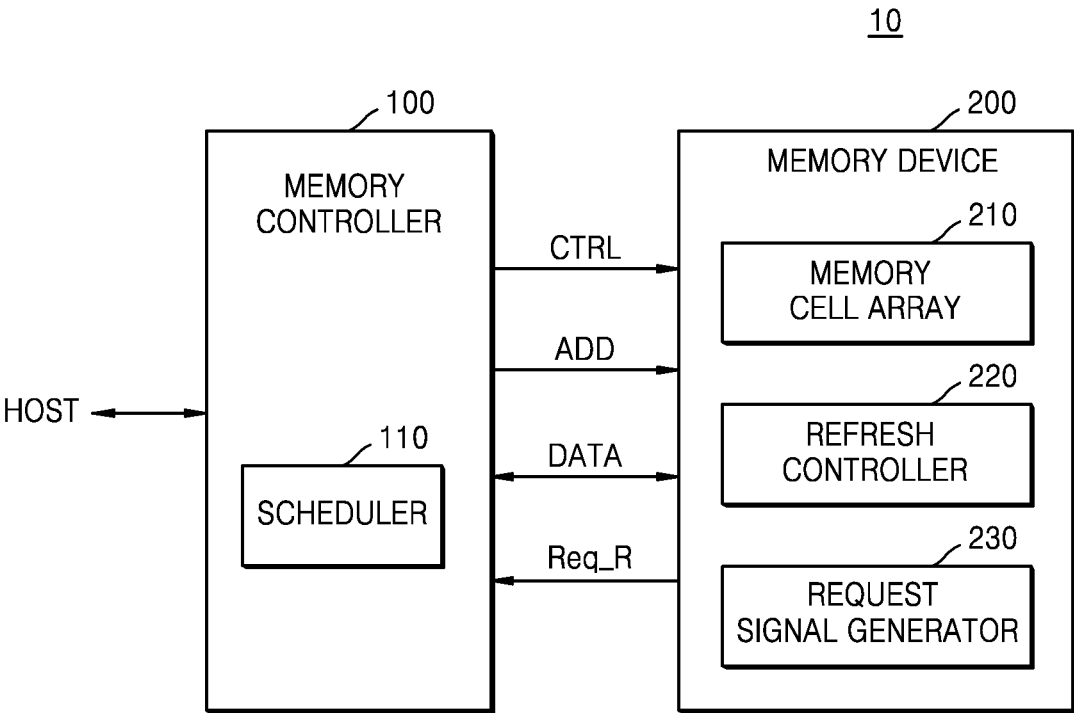 10
100
200
MEMORY
CONTROLLER
MEMORY DEVICE
CTRL
210
MEMORY
CELL ARRAY
ADD
HOST
220
REFRESH
CONTROLLER
110
SCHEDULER
DATA
Req_R
230
REQUEST
SIGNAL GENERATOR